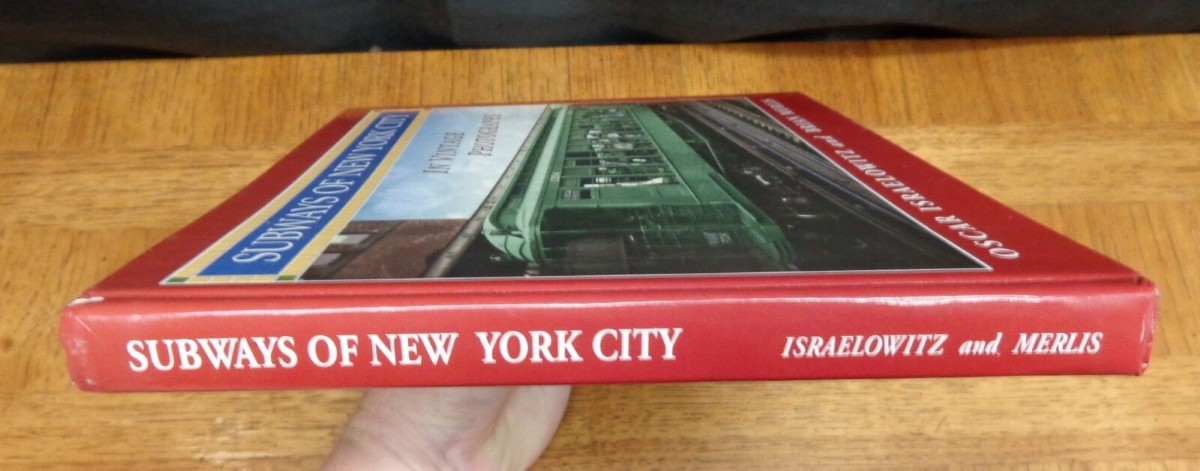 SUBWAYS OF NEW YORK CITY
IN VINTAGE
PHOTOGRAPHS
OSCAR ISRAELOWITZ and BRIAN MERLIS
SUBWAYS OF NEW YORK CITY
ISRAELOWITZ and MERLIS